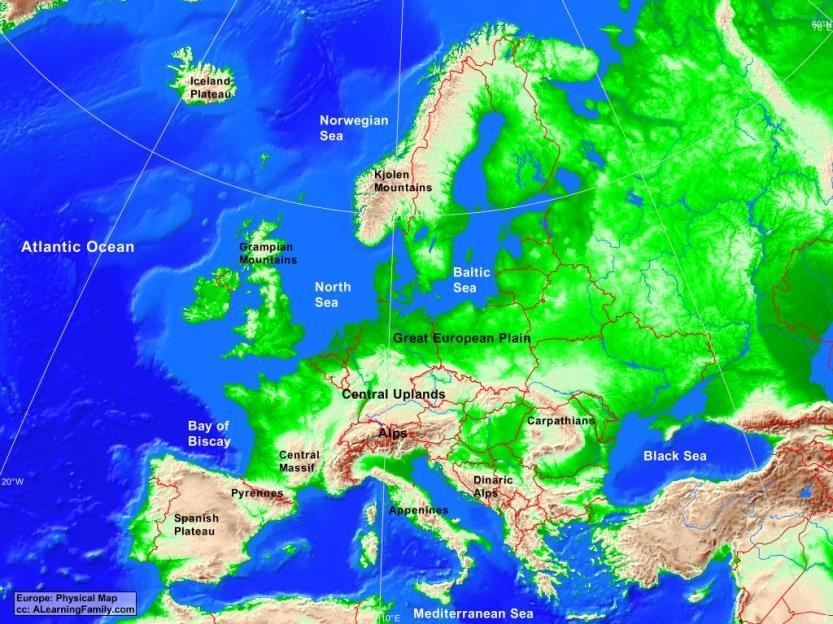 60°N
70°E
Iceland
Plateau
Norwegian
Sea
Kjolen
Mountains
Atlantic Ocean
Grampian
Mountains
North
Sea
Baltic
Sea
Great European Plain
Central Uplands
Bay of
Biscay
Alps
Carpathians
Central
Massif
Black Sea
20°W
Pyrennes
Dinaric
Alps
Spanish
Plateau
Appenines
Europe: Physical Map
cc: ALearningFamily.com
10°E
Mediterranean Sea